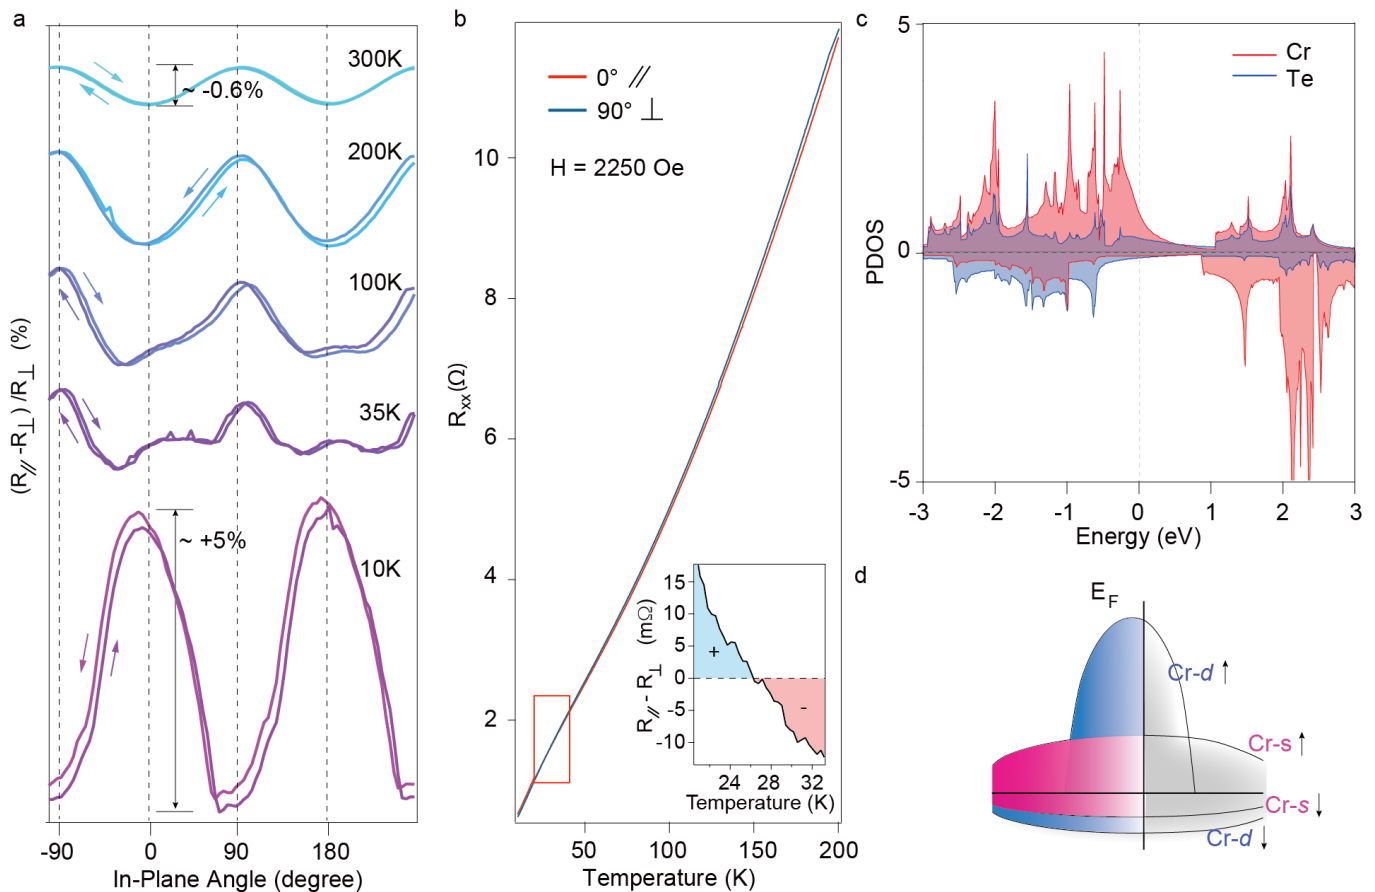 a
300K
~ -0.6%
200K
100K
35K
~ +5%
10K
(R// -R⊥) /R⊥ (%)
-90
0
90
180
In-Plane Angle (degree)
b
0° //
90° ⊥
H = 2250 Oe
10
8
6
4
2
Rxx(Ω)
50
100
150
200
Temperature (K)
15
10
5
0
-5
-10
+
-
R// - R⊥ (mΩ)
24
28
32
Temperature (K)
c
5
0
-5
PDOS
Cr
Te
-3
-2
-1
0
1
2
3
Energy (eV)
d
EF
Cr-d ↑
Cr-s ↑
Cr-s ↓
Cr-d ↓